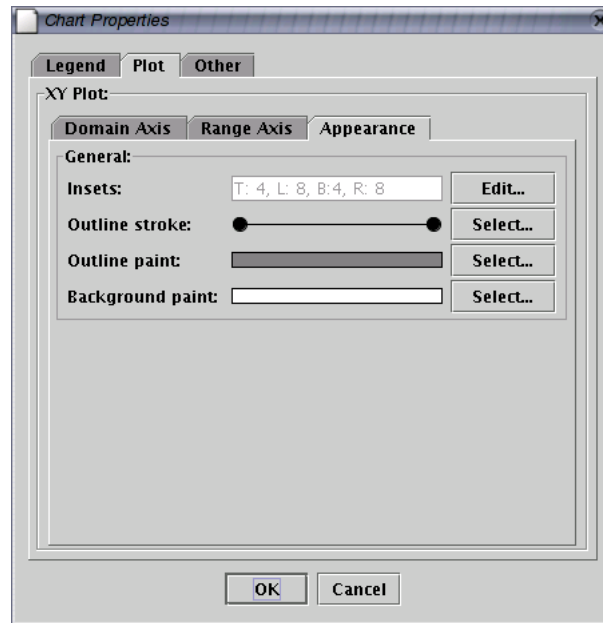 Chart Properties
Legend Plot Other
XY Plot:
Domain Axis Range Axis Appearance
General:
Insets: T: 4, L: 8, B:4, R: 8 Edit...
Outline stroke: Select...
Outline paint: Select...
Background paint: Select...
OK Cancel